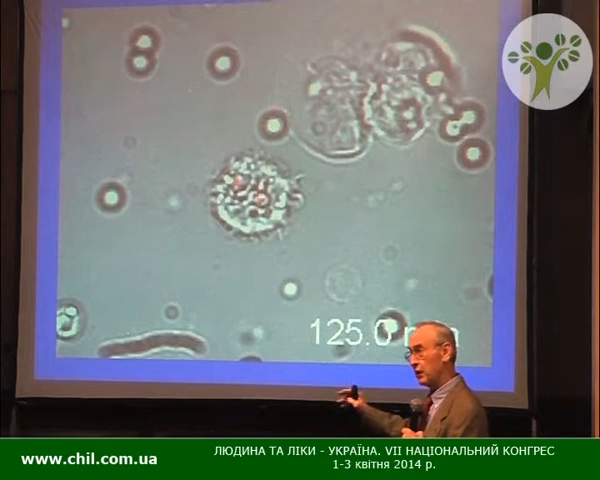 125.0
www.chil.com.ua
ЛЮДИНА ТА ЛІКИ - УКРАЇНА. VII НАЦІОНАЛЬНИЙ КОНГРЕС
1-3 квітня 2014 р.